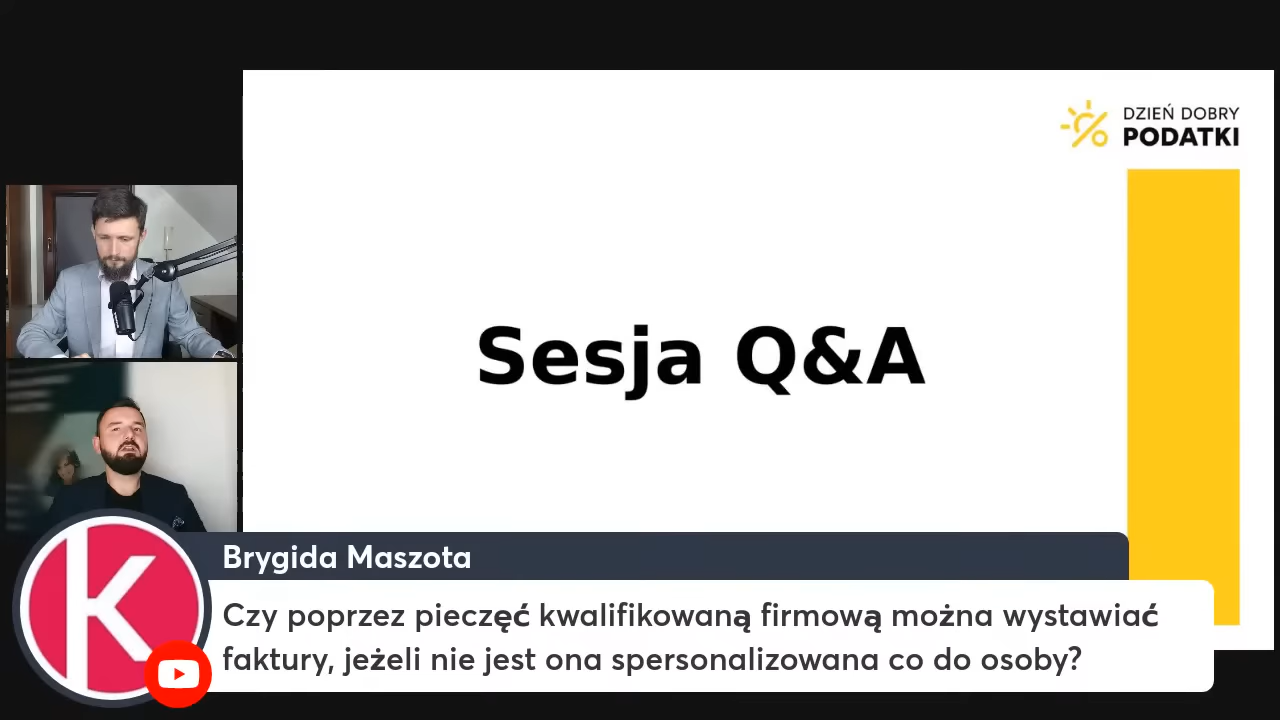 DZIEŃ DOBRY
PODATKI
Sesja Q&A
Brygida Maszota
Czy poprzez pieczęć kwalifikowaną firmową można wystawiać
faktury, jeżeli nie jest ona spersonalizowana co do osoby?
K